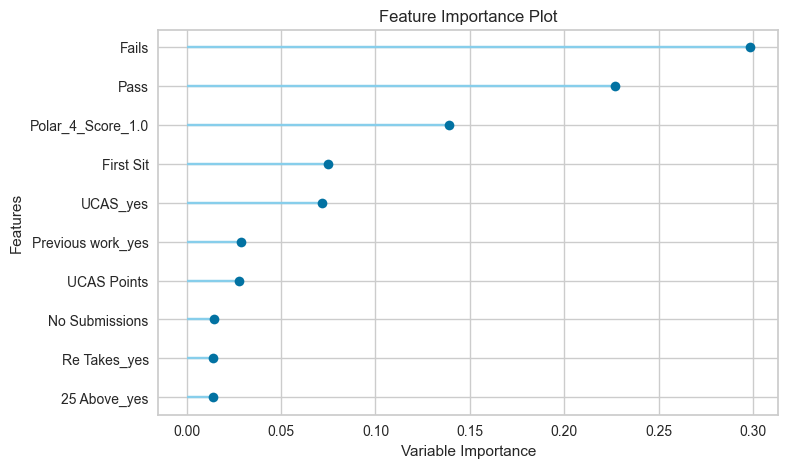 Feature Importance Plot
Fails
Pass
Polar_4_Score_1.0
First Sit
UCAS_yes
Previous work_yes
UCAS Points
No Submissions
Re Takes_yes
25 Above_yes
Features
0.00 0.05 0.10 0.15 0.20 0.25 0.30
Variable Importance